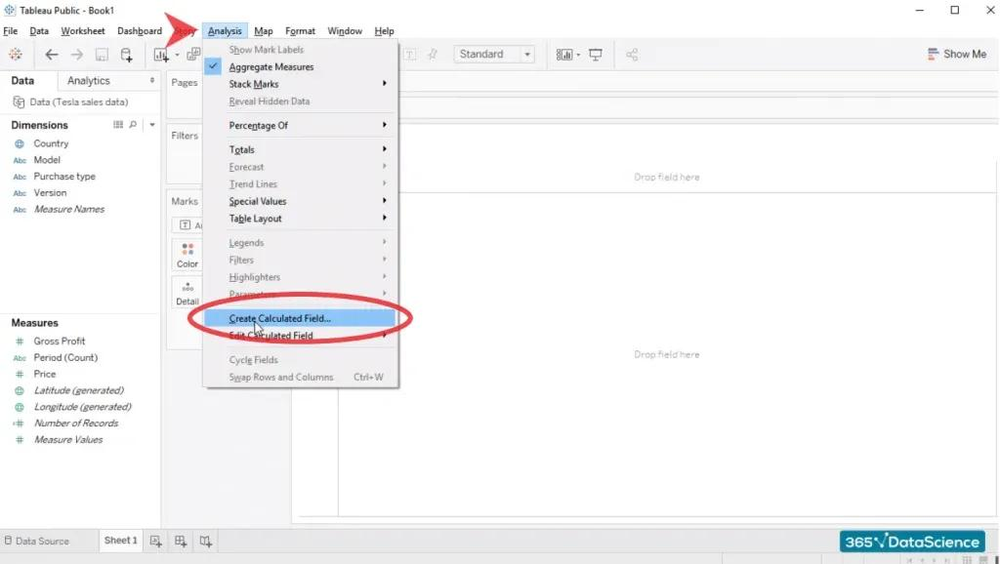 Tableau Public - Book1
File Data Worksheet Dashboard Story Analysis Map Format Window Help
Standard
Show Me
Data Analytics
Data (Tesla sales data)
Dimensions
Country
Abc Model
Abc Purchase type
Abc Version
Abc Measure Names
Measures
# Gross Profit
Abc Period (Count)
# Price
Latitude (generated)
Longitude (generated)
=# Number of Records
# Measure Values
Pages
Filters
Marks
T
Color
Detail
Show Mark Labels
Aggregate Measures
Stack Marks
Reveal Hidden Data
Percentage Of
Totals
Forecast
Trend Lines
Special Values
Table Layout
Legends
Filters
Highlighters
Parameters
Create Calculated Field...
Edit Calculated Field
Cycle Fields
Swap Rows and Columns Ctrl+W
Drop field here
Drop field here
Data Source Sheet 1
365√DataScience